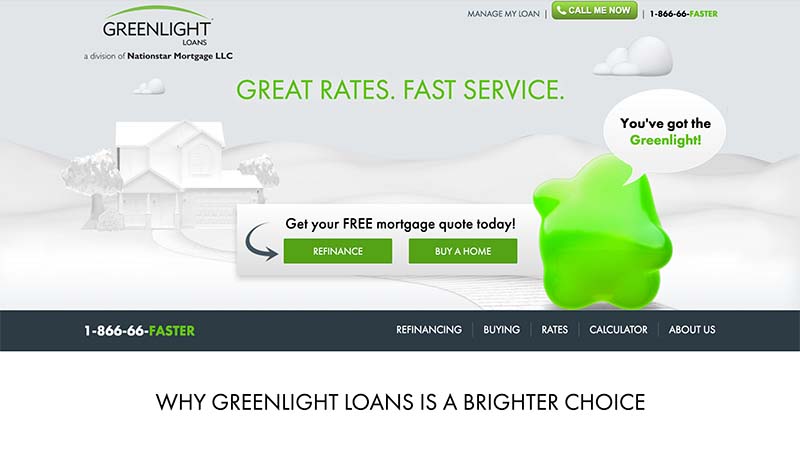 GREENLIGHT
LOANS
a division of Nationstar Mortgage LLC
MANAGE MY LOAN | CALL ME NOW | 1-866-66-FASTER
GREAT RATES. FAST SERVICE.
You've got the
Greenlight!
Get your FREE mortgage quote today!
REFINANCE BUY A HOME
1-866-66-FASTER REFINANCING | BUYING | RATES | CALCULATOR | ABOUT US
WHY GREENLIGHT LOANS IS A BRIGHTER CHOICE